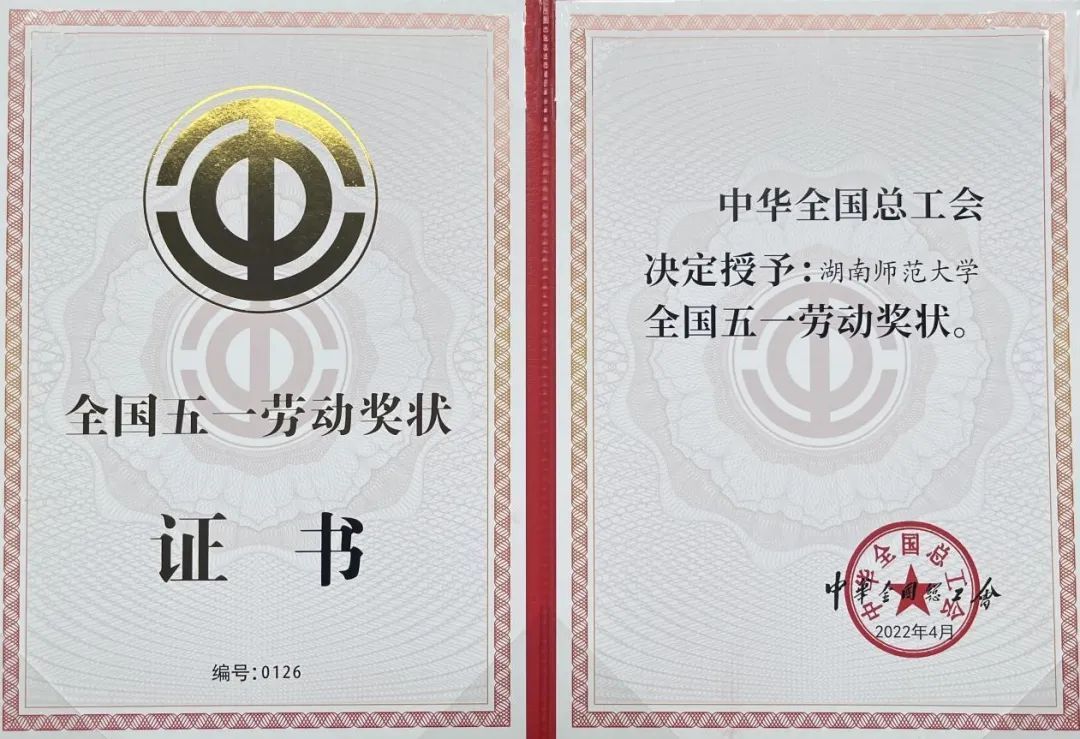 全国五一劳动奖状
证 书
编号:0126
中华全国总工会
决定授予:湖南师范大学
全国五一劳动奖状。
中华全国总工会
中华全国总工会
2022年4月